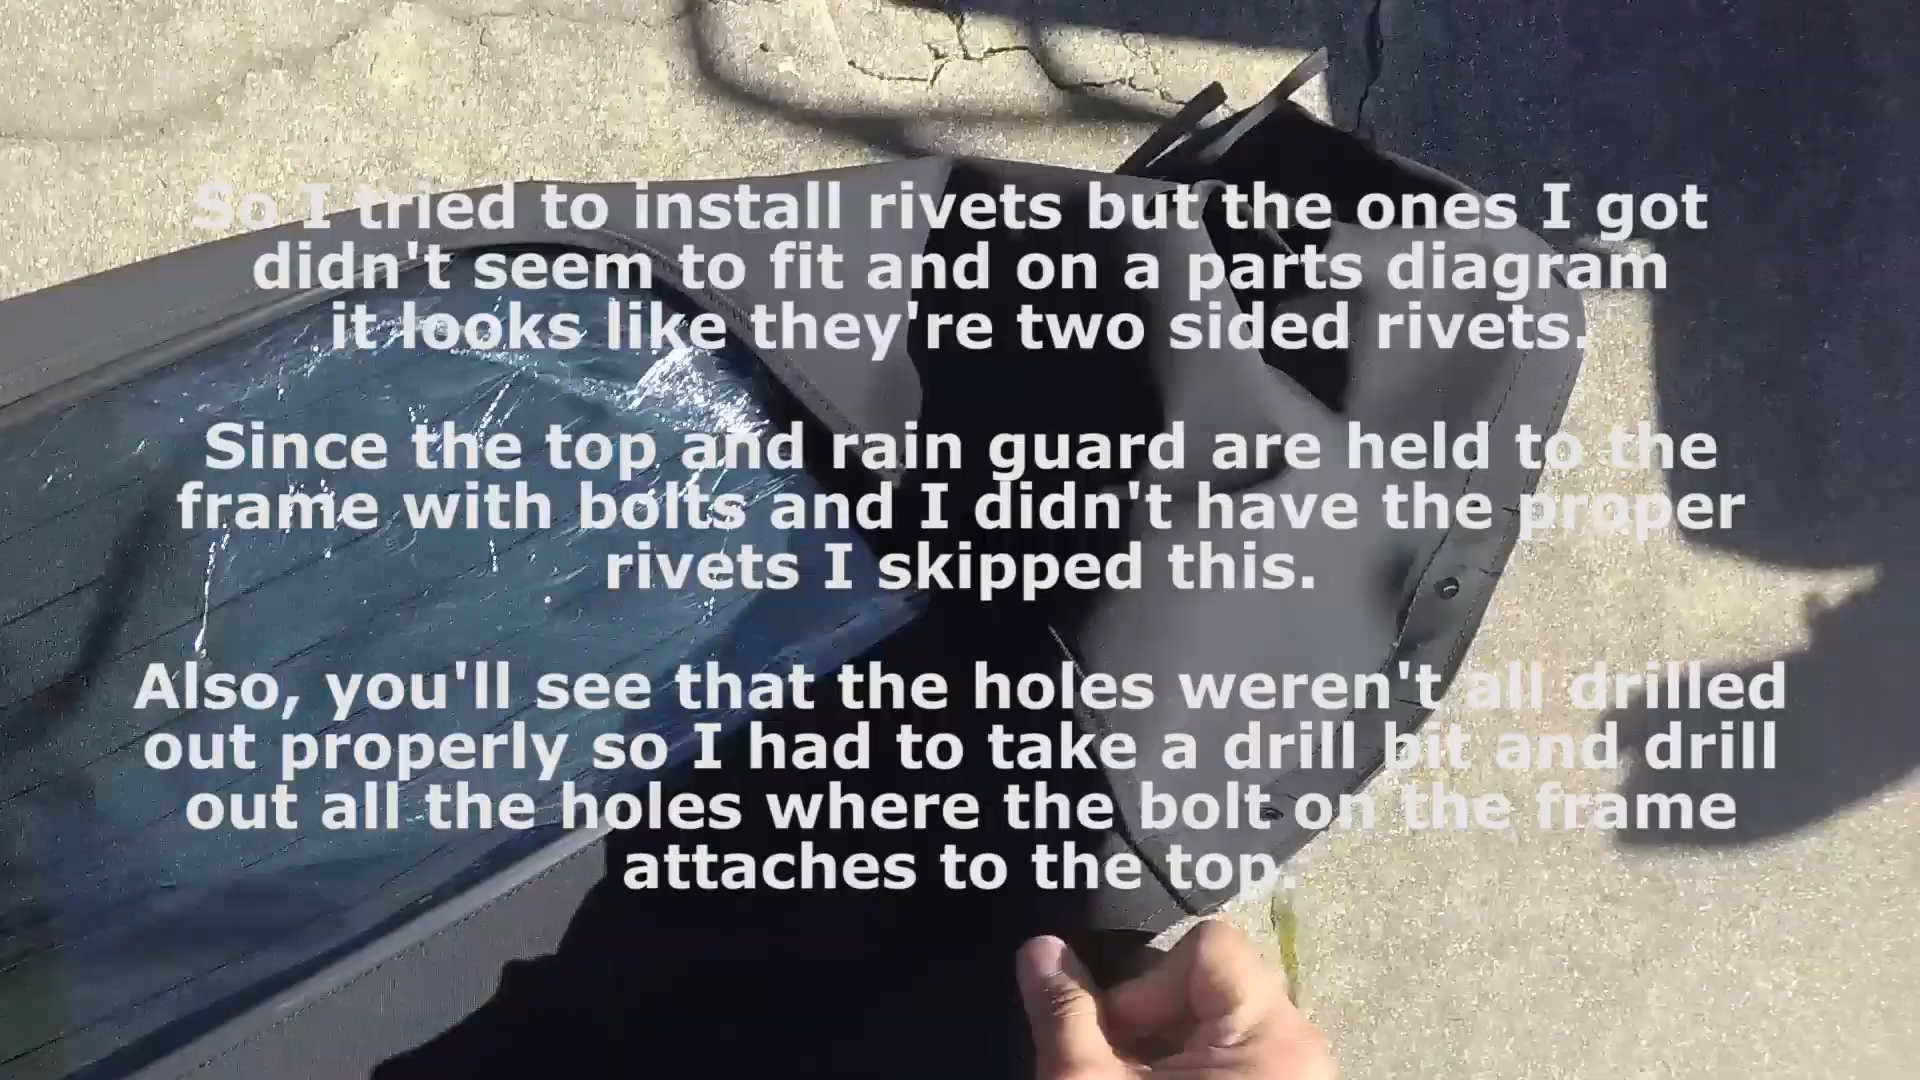 So I tried to install rivets but the ones I got
didn't seem to fit and on a parts diagram
it looks like they're two sided rivets.
Since the top and rain guard are held to the
frame with bolts and I didn't have the proper
rivets I skipped this.
Also, you'll see that the holes weren't all drilled
out properly so I had to take a drill bit and drill
out all the holes where the bolt on the frame
attaches to the top.